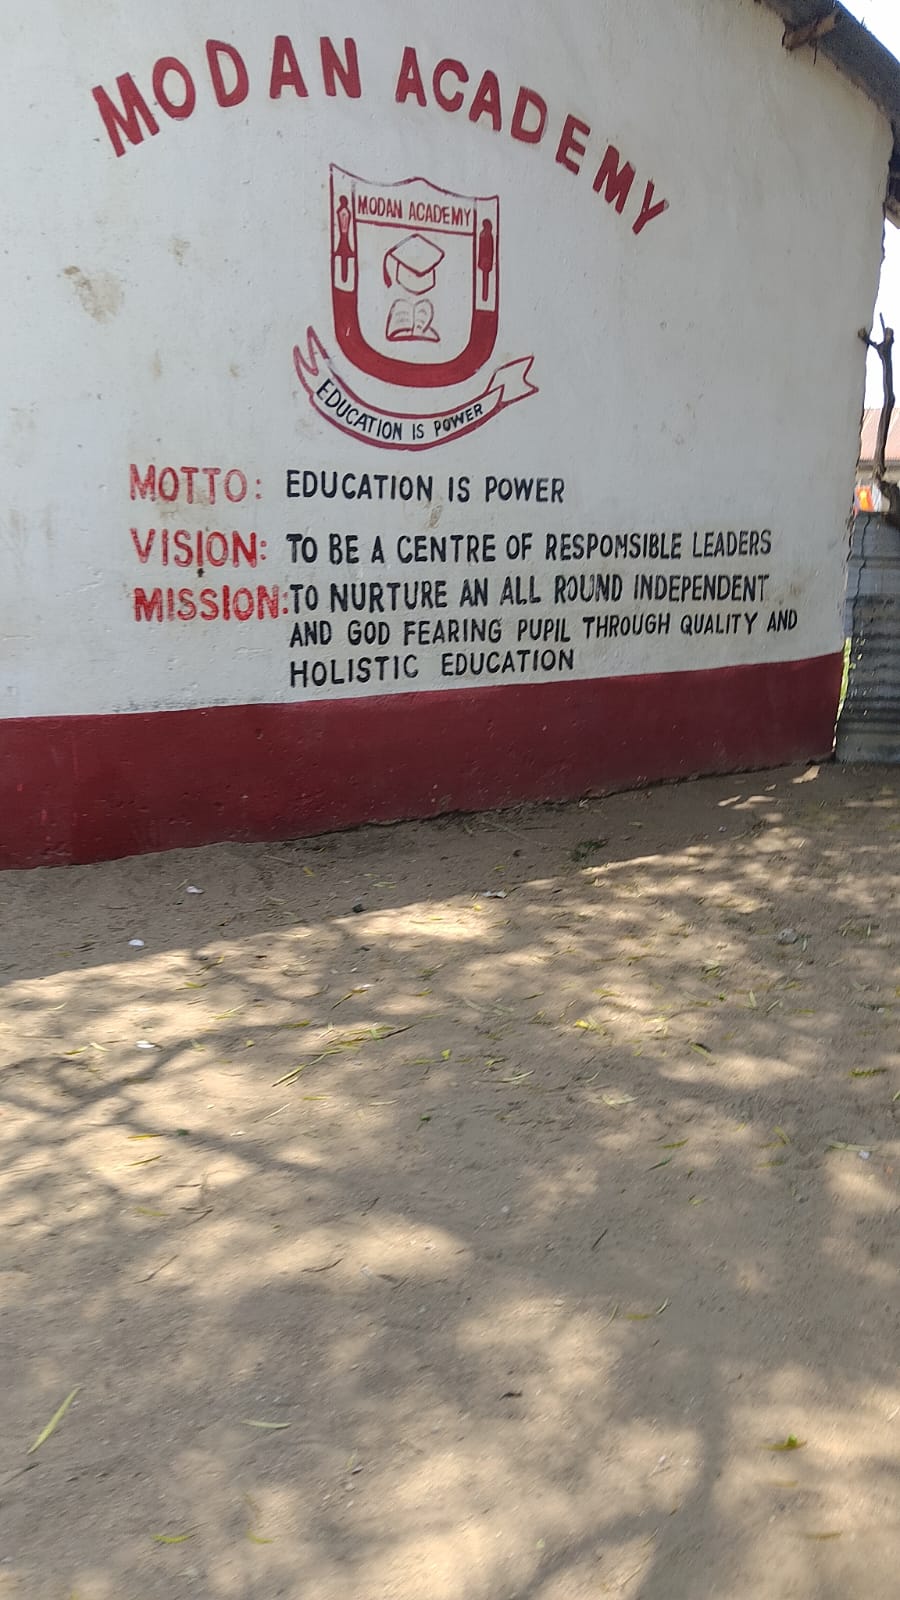 MODAN ACADEMY
MODAN ACADEMY
EDUCATION IS POWER
MOTTO: EDUCATION IS POWER
VISION: TO BE A CENTRE OF RESPOMSIBLE LEADERS
MISSION: TO NURTURE AN ALL ROUND INDEPENDENT
AND GOD FEARING PUPIL THROUGH QUALITY AND
HOLISTIC EDUCATION